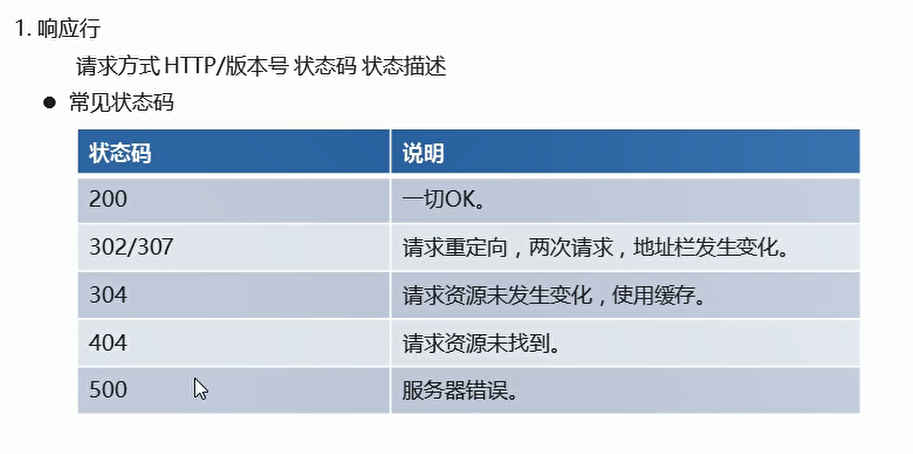 1. 响应行
请求方式 HTTP/版本号 状态码 状态描述
● 常见状态码
状态码 说明
200 一切OK。
302/307 请求重定向，两次请求，地址栏发生变化。
304 请求资源未发生变化，使用缓存。
404 请求资源未找到。
500 服务器错误。